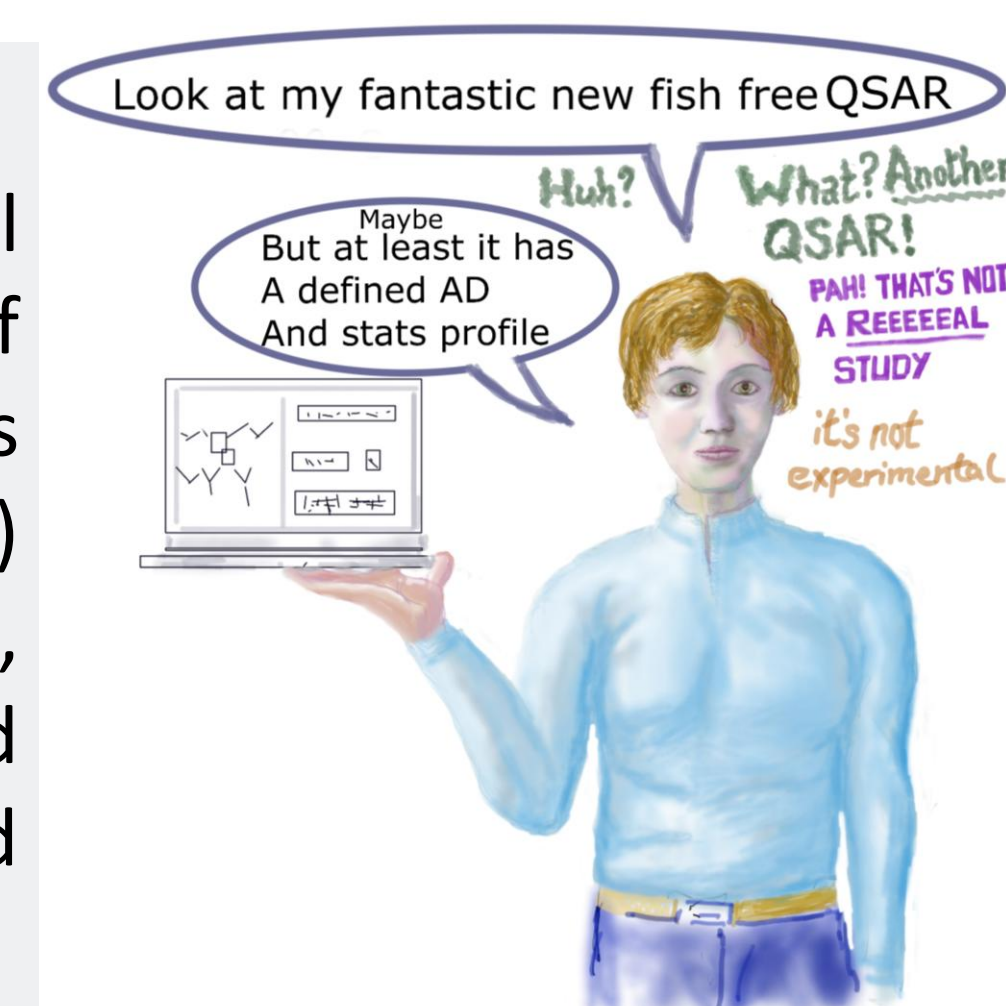 l
f
s
)
,
d
d
Look at my fantastic new fish free QSAR
Huh?
What? Another
QSAR!
Maybe
But at least it has
A defined AD
And stats profile
PAH! THAT'S NOT
A REEEEEAL
STUDY
it's not
experimental